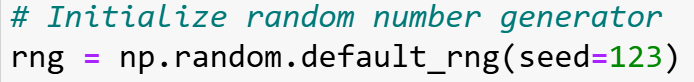 # Initialize random number generator
rng = np.random.default_rng(seed=123)